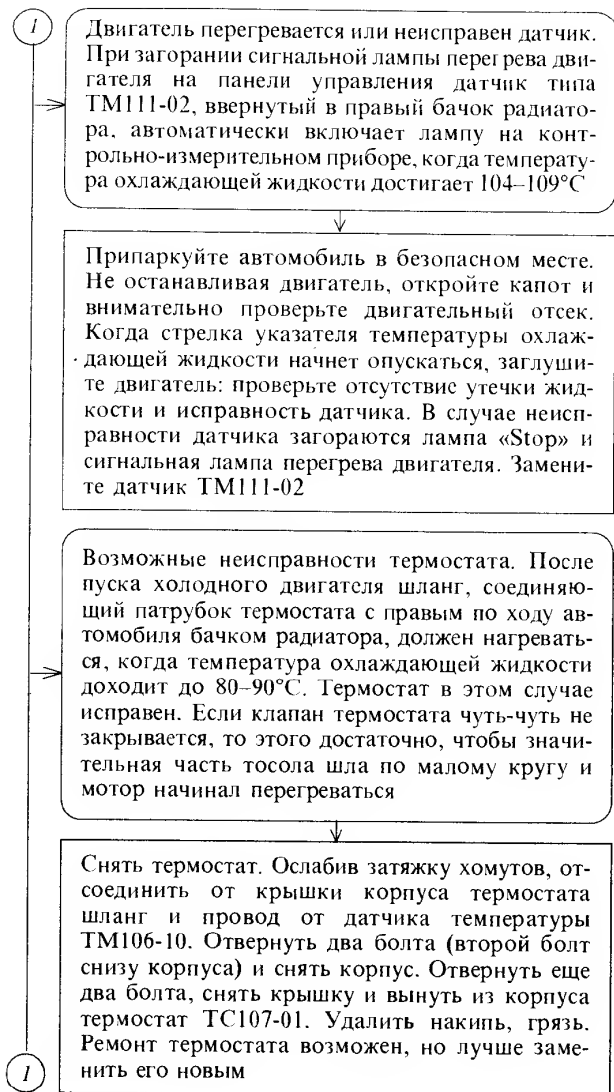 1
Двигатель перегревается или неисправен датчик.
При загорании сигнальной лампы перегрева дви-
гателя на панели управления датчик типа
ТМ111-02, ввернутый в правый бачок радиато-
ра, автоматически включает лампу на конт-
рольно-измерительном приборе, когда температу-
ра охлаждающей жидкости достигает 104–109°С
Припаркуйте автомобиль в безопасном месте.
Не останавливая двигатель, откройте капот и
внимательно проверьте двигательный отсек.
Когда стрелка указателя температуры охлаж-
дающей жидкости начнет опускаться, заглуши-
те двигатель: проверьте отсутствие утечки жид-
кости и исправность датчика. В случае неисп-
равности датчика загораются лампа «Stop» и
сигнальная лампа перегрева двигателя. Замени-
те датчик ТМ111-02
Возможные неисправности термостата. После
пуска холодного двигателя шланг, соединяю-
щий патрубок термостата с правым по ходу ав-
томобиля бачком радиатора, должен нагревать-
ся, когда температура охлаждающей жидкости
доходит до 80–90°С. Термостат в этом случае
исправен. Если клапан термостата чуть-чуть не
закрывается, то этого достаточно, чтобы значи-
тельная часть тосола шла по малому кругу и
мотор начинал перегреваться
Снять термостат. Ослабив затяжку хомутов, от-
соединить от крышки корпуса термостата
шланг и провод от датчика температуры
ТМ106-10. Отвернуть два болта (второй болт
снизу корпуса) и снять корпус. Отвернуть еще
два болта, снять крышку и вынуть из корпуса
термостат ТС107-01. Удалить накипь, грязь.
Ремонт термостата возможен, но лучше заме-
нить его новым
1